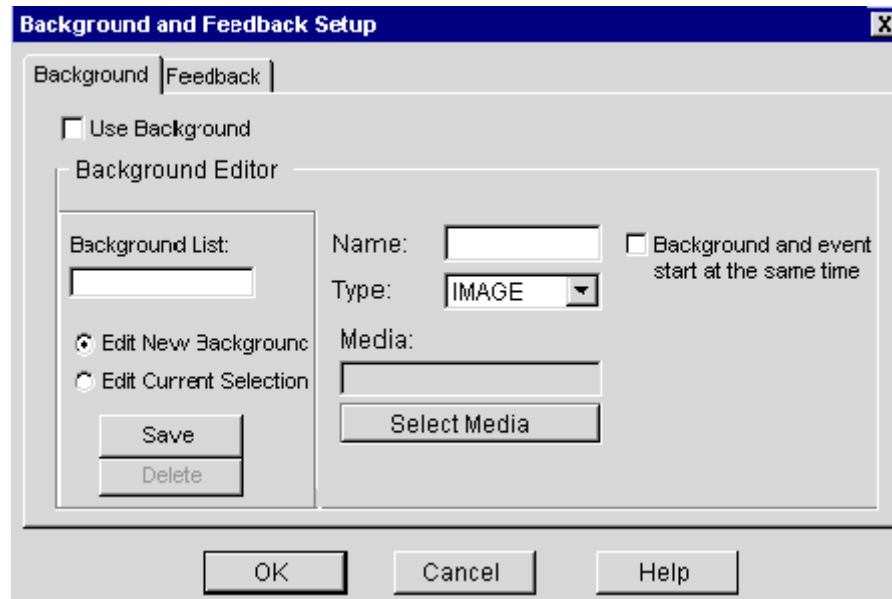 Background and Feedback Setup
X
Background
Feedback
Use Background
Background Editor
Background List:
Edit New Background
Edit Current Selection
Save
Delete
Name:
Type:
IMAGE
Media:
Select Media
Background and event
start at the same time
OK
Cancel
Help